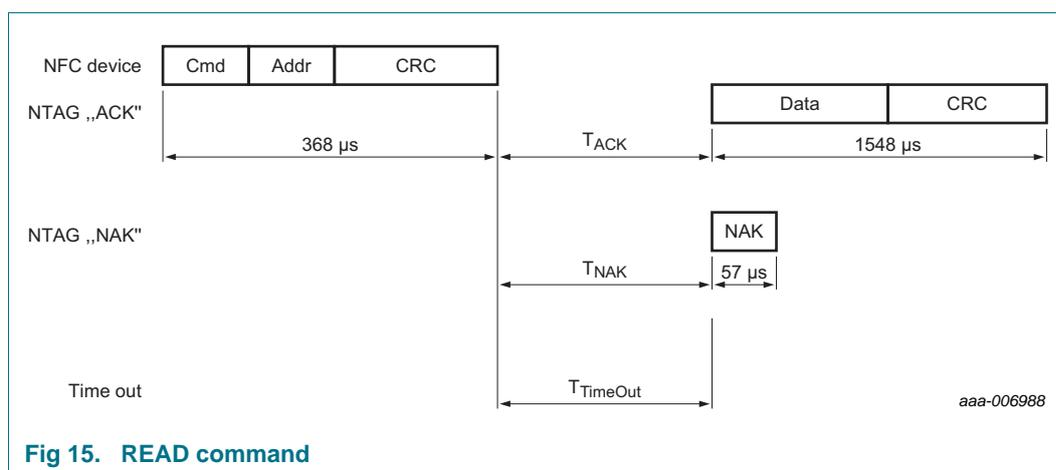 NFC device Cmd Addr CRC
NTAG ,,ACK" Data CRC
368 µs TACK 1548 µs
NTAG ,,NAK" NAK
TNAK 57 µs
Time out TTimeOut aaa-006988
Fig 15. READ command